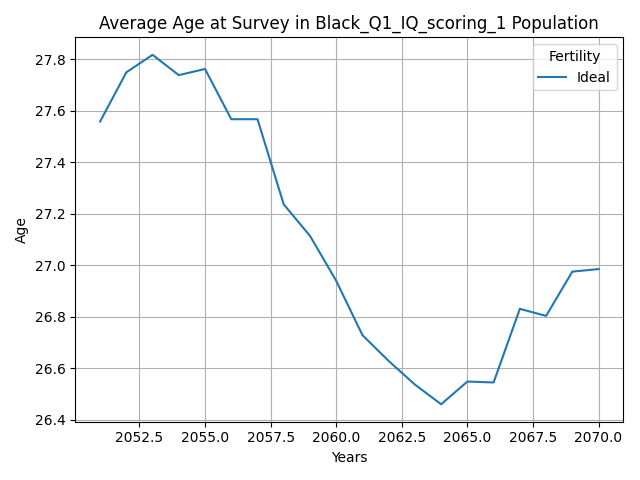 Average Age at Survey in Black_Q1_IQ_scoring_1 Population
Fertility
Ideal
27.8
27.6
27.4
27.2
27.0
26.8
26.6
26.4
Age
2052.5 2055.0 2057.5 2060.0 2062.5 2065.0 2067.5 2070.0
Years